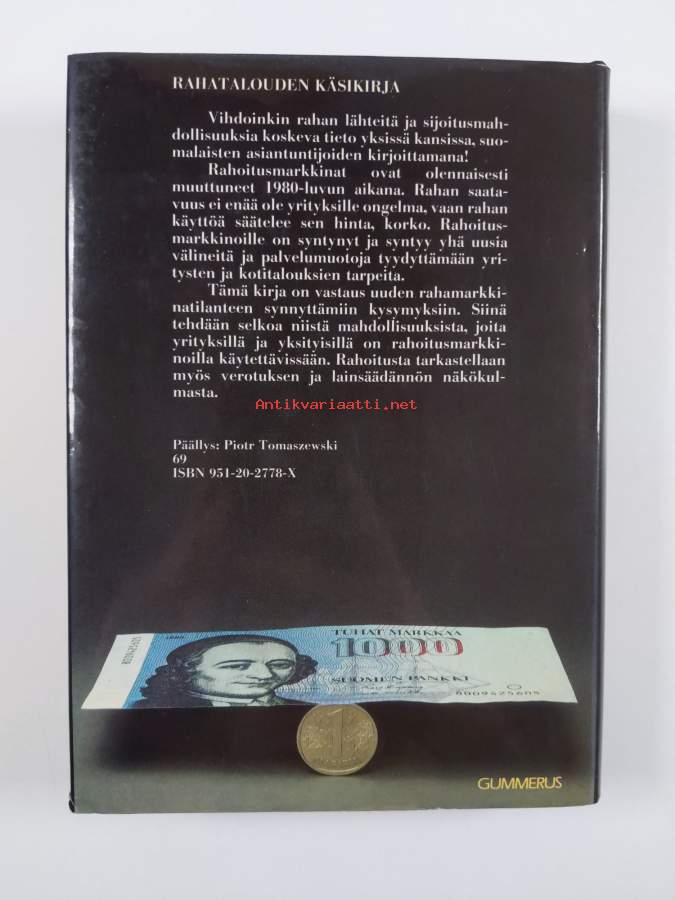 RAHATALOUDEN KÄSIKIRJA
Vihdoinkin rahan lähteitä ja sijoitusmah-
dollisuuksia koskeva tieto yksissä kansissa, suo-
malaisten asiantuntijoiden kirjoittamana!
Rahoitusmarkkinat ovat olennaisesti
muuttuneet 1980-luvun aikana. Rahan saata-
vuus ei enää ole yrityksille ongelma, vaan rahan
käyttöä säätelee sen hinta, korko. Rahoitus-
markkinoille on syntynyt ja syntyy yhä uusia
välineitä ja palvelumuotoja tyydyttämään yri-
tysten ja kotitalouksien tarpeita.
Tämä kirja on vastaus uuden rahamarkki-
natilanteen synnyttämiin kysymyksiin. Siinä
tehdään selkoa niistä mahdollisuuksista, joita
yrityksillä ja yksityisillä on rahoitusmarkki-
noilla käytettävissään. Rahoitusta tarkastellaan
myös verotuksen ja lainsäädännön näkökul-
masta.
Antikvariaatti.net
Päällys: Piotr Tomaszewski
69
ISBN 951-20-2778-X
TUHAT MARKKAA
1000
SUOMEN PANKKI
1
GUMMERUS